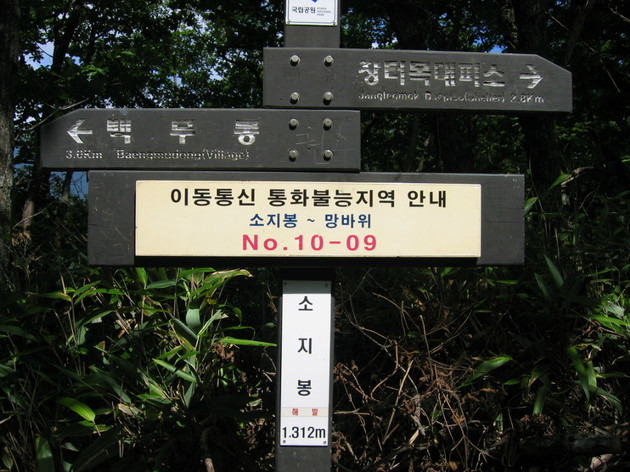 국립공원
장터목대피소 →
Jangteomok Daepiso(Shelter) 2.8Km
← 백무동
3.0Km Baengmudong(Village)
이동통신 통화불능지역 안내
소지봉 ~ 망바위
No.10-09
소지봉
해발
1.312m